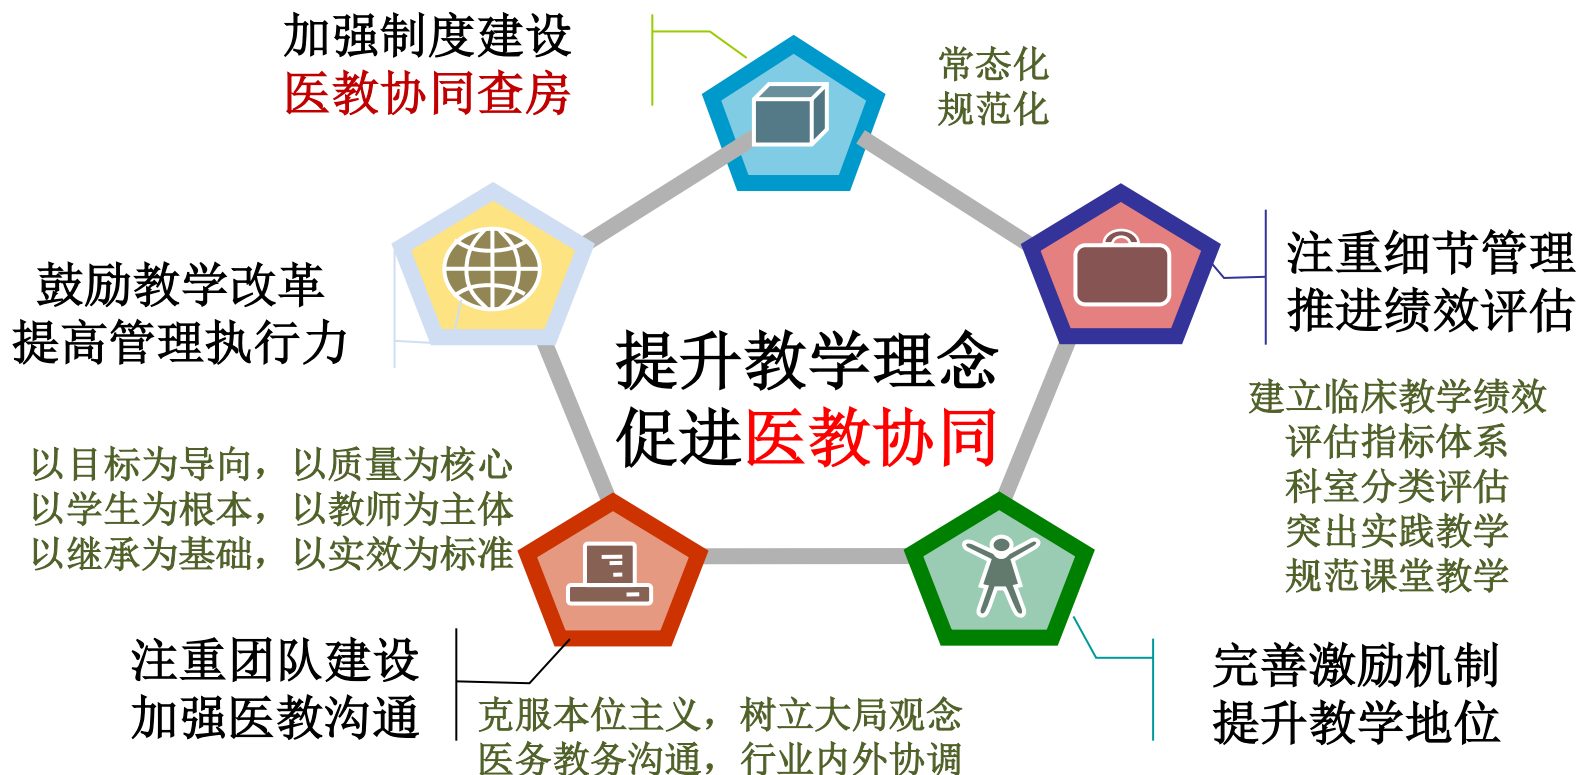 加强制度建设
医教协同查房
常态化
规范化
注重细节管理
推进绩效评估
建立临床教学绩效
评估指标体系
科室分类评估
突出实践教学
规范课堂教学
鼓励教学改革
提高管理执行力
以目标为导向，以质量为核心
以学生为根本，以教师为主体
以继承为基础，以实效为标准
提升教学理念
促进医教协同
注重团队建设
加强医教沟通
克服本位主义，树立大局观念
医务教务沟通，行业内外协调
完善激励机制
提升教学地位